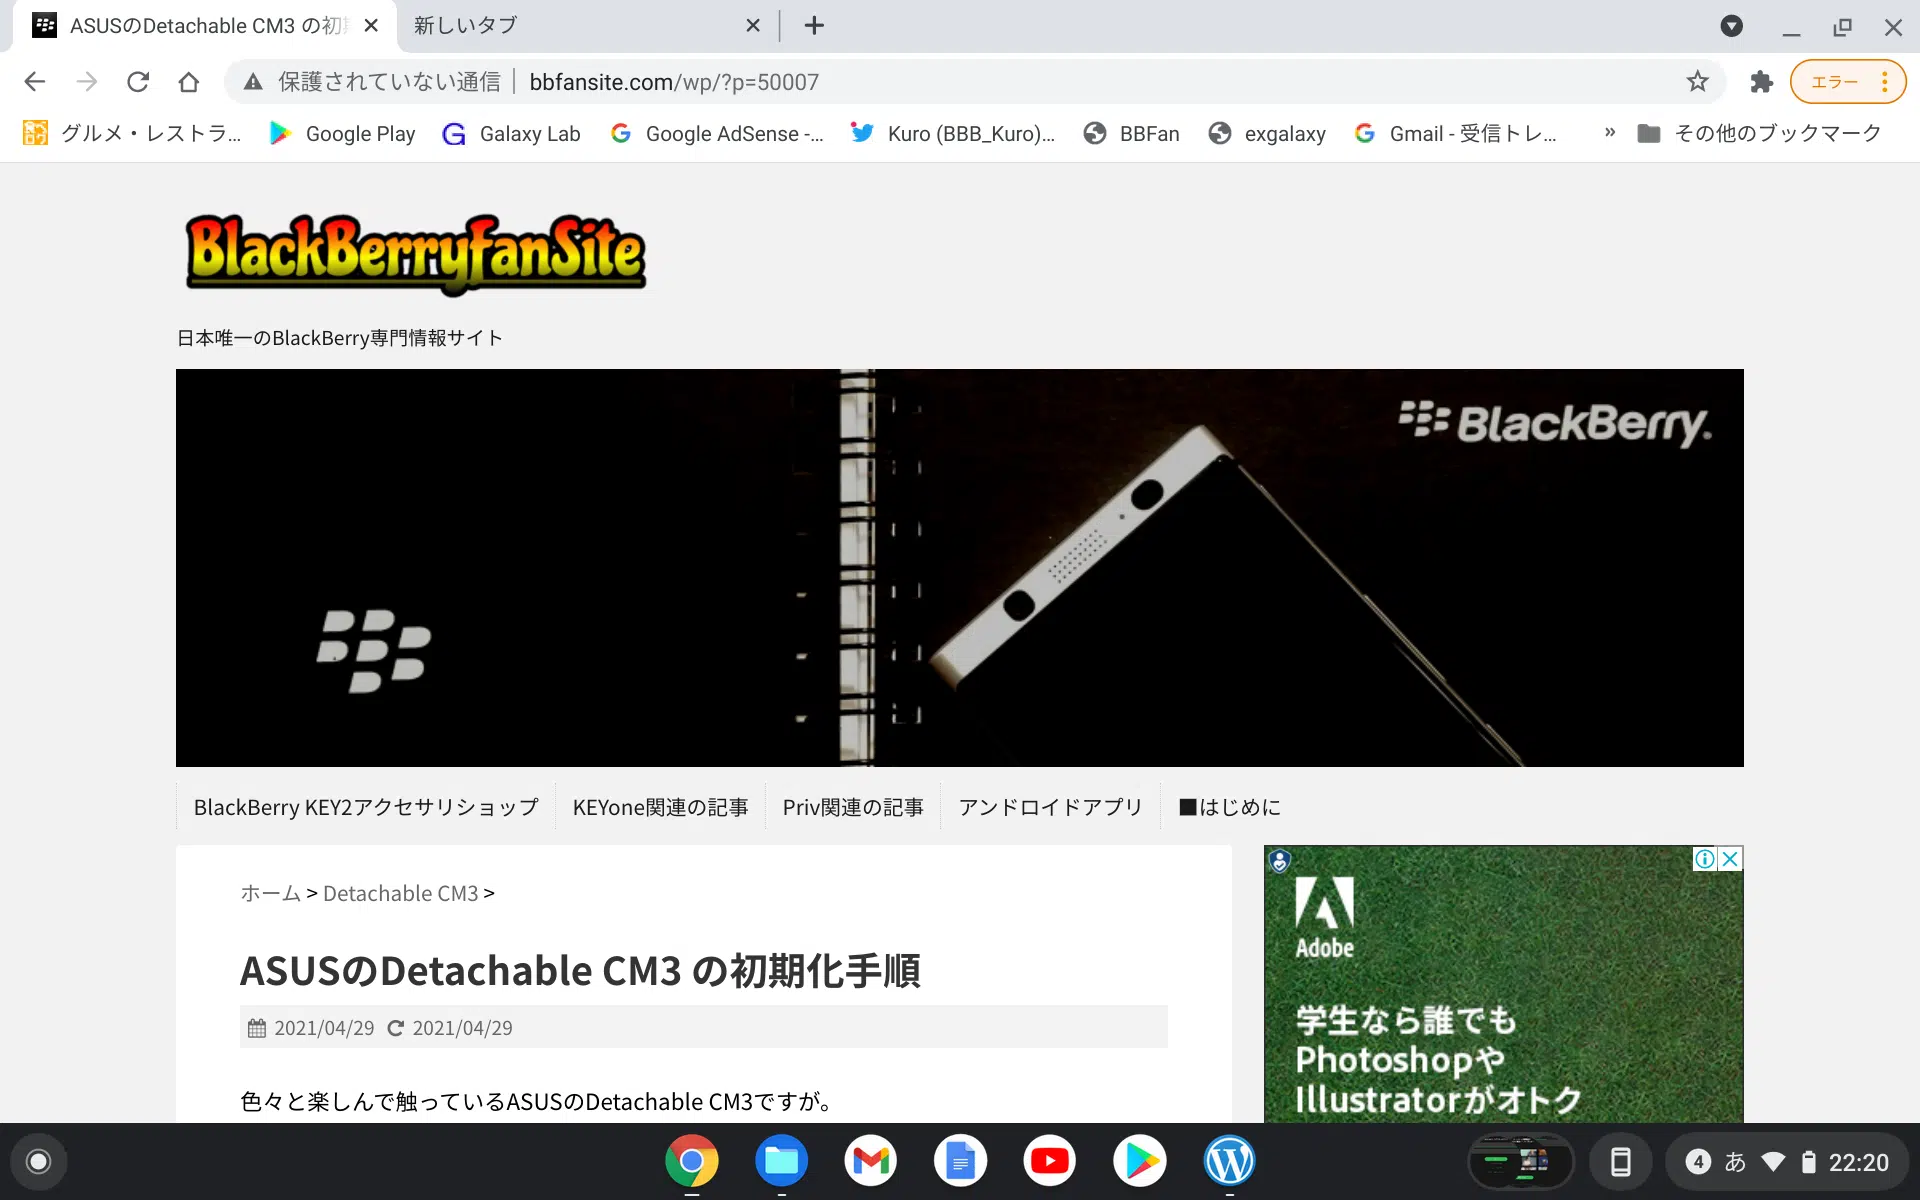 ASUSのDetachable CM3 の初
新しいタブ
保護されていない通信 | bbfansite.com/wp/?p=50007
エラー
グルメ・レストラ...
Google Play
Galaxy Lab
Google AdSense -...
Kuro (BBB_Kuro)...
BBFan
exgalaxy
Gmail - 受信トレ...
»
その他のブックマーク
BlackBerryFanSite
日本唯一のBlackBerry専門情報サイト
BlackBerry.
BlackBerry KEY2アクセサリショップ
KEYone関連の記事
Priv関連の記事
アンドロイドアプリ
■はじめに
ホーム > Detachable CM3 >
ASUSのDetachable CM3 の初期化手順
2021/04/29 2021/04/29
色々と楽しんで触っているASUSのDetachable CM3ですが。
Adobe
学生なら誰でも
Photoshopや
Illustratorがオトク
4 あ 22:20